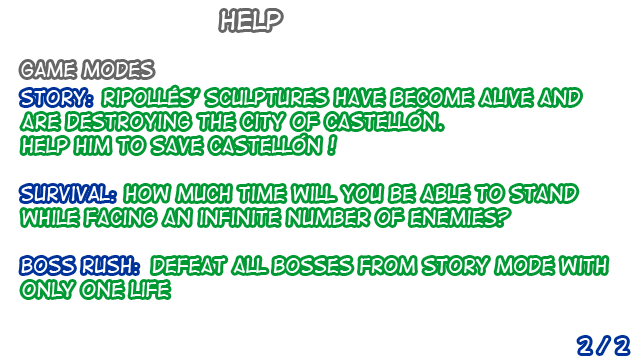 HELP
GAME MODES
STORY: RIPOLLÉS' SCULPTURES HAVE BECOME ALIVE AND
ARE DESTROYING THE CITY OF CASTELLÓN.
HELP HIM TO SAVE CASTELLÓN !
SURVIVAL: HOW MUCH TIME WILL YOU BE ABLE TO STAND
WHILE FACING AN INFINITE NUMBER OF ENEMIES?
BOSS RUSH: DEFEAT ALL BOSSES FROM STORY MODE WITH
ONLY ONE LIFE
2 / 2